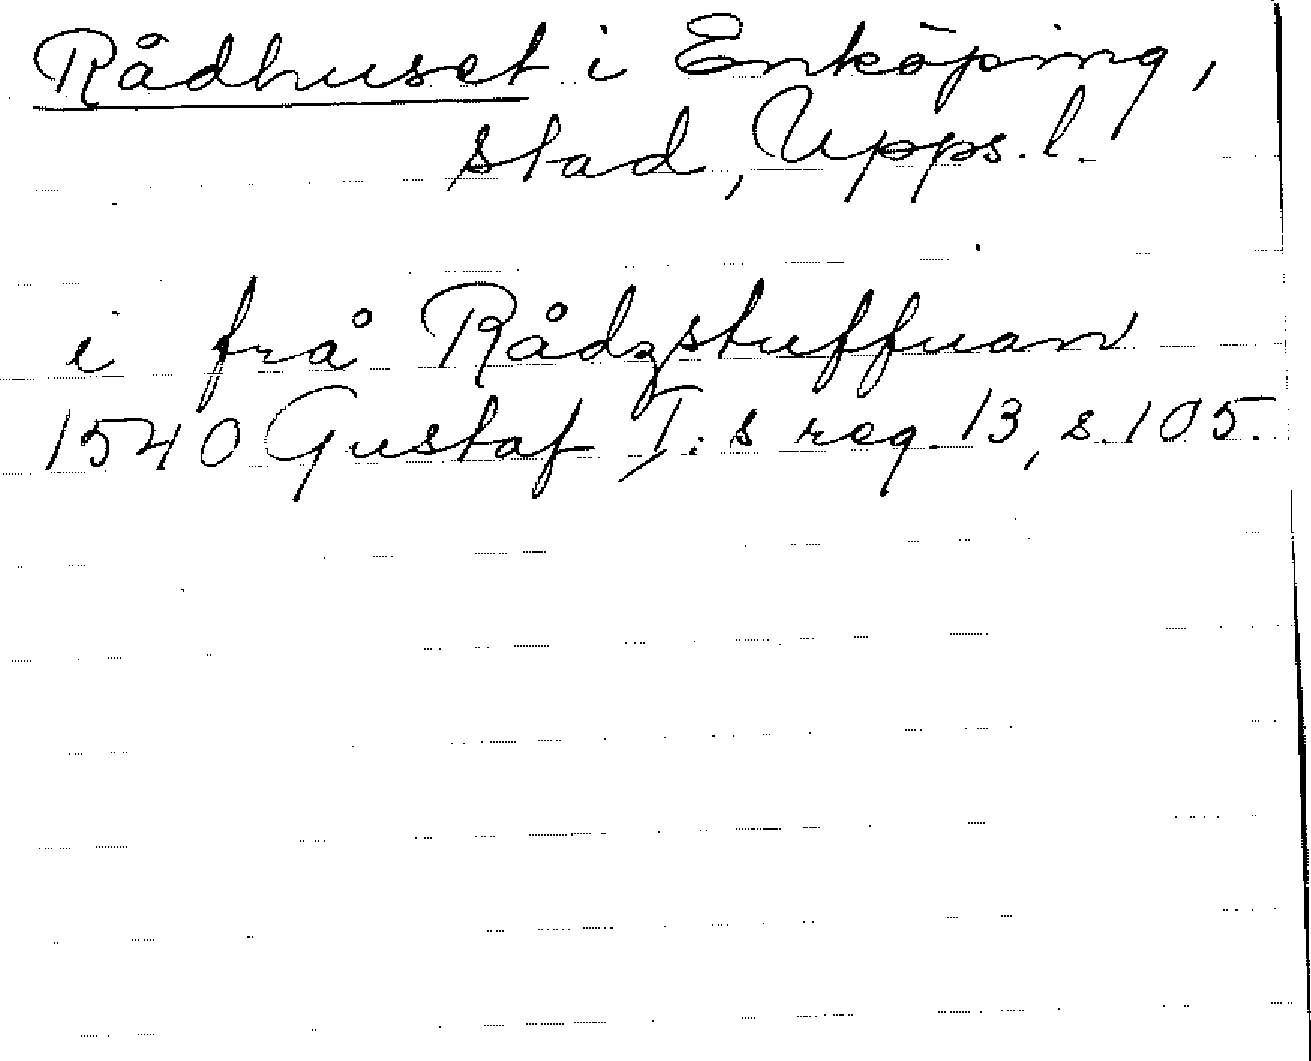 Rådhuset i Enköping,
stad, Upps. l.
i frå Rådzstuffuan
1540 Gustaf I:s reg. 13, s. 105.